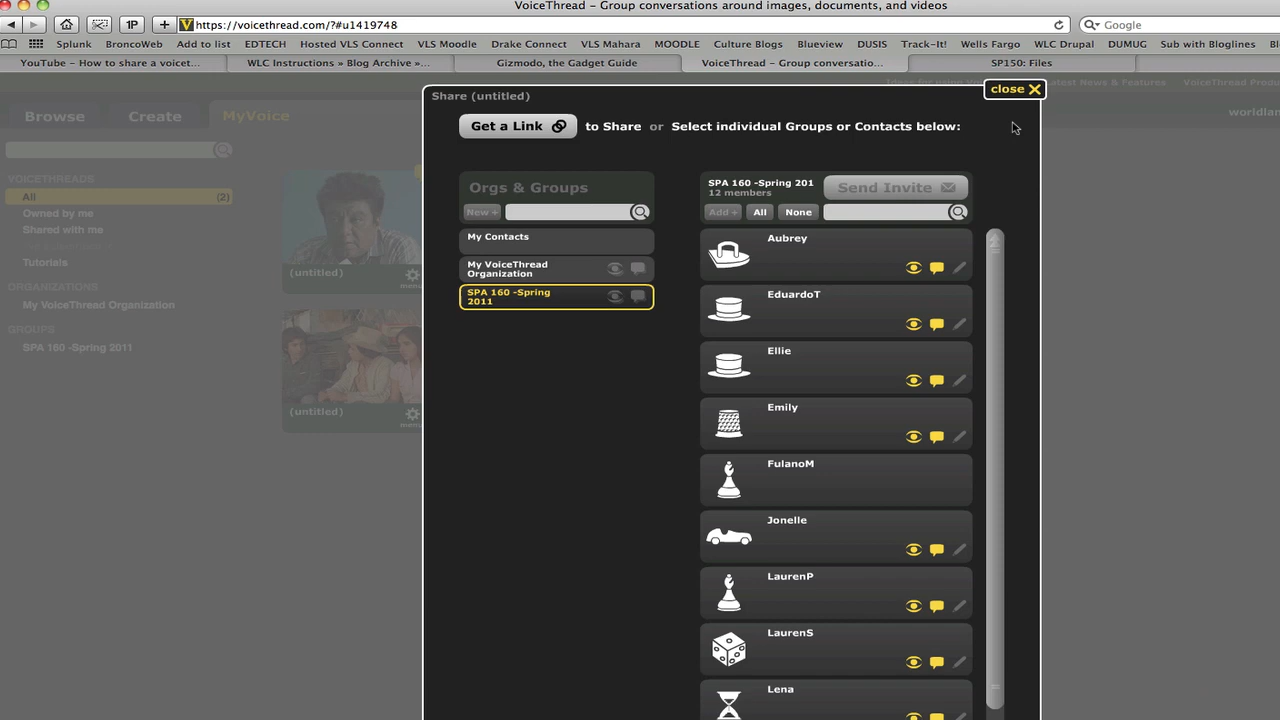 VoiceThread – Group conversations around images, documents, and videos
1P
https://voicethread.com/?#u1419748
Google
Splunk BroncoWeb Add to list EDTECH Hosted VLS Connect VLS Moodle Drake Connect VLS Mahara MOODLE Culture Blogs Blueview DUSIS Track-It! Wells Fargo WLC Drupal DUMUG Sub with Bloglines
YouTube – How to share a voicet... WLC Instructions » Blog Archive »... Gizmodo, the Gadget Guide VoiceThread – Group conversatio... SP150: Files
Share (untitled)
close
Get a Link to Share or Select individual Groups or Contacts below:
Browse Create MyVoice
worldlan
VOICETHREADS
All (2)
Owned by me
Shared with me
Tutorials
ORGANIZATIONS
My VoiceThread Organization
GROUPS
SPA 160 -Spring 2011
(untitled)
menu
(untitled)
menu
Orgs & Groups
New +
My Contacts
My VoiceThread
Organization
SPA 160 -Spring
2011
SPA 160 -Spring 201
12 members
Send Invite
Add + All None
Aubrey
EduardoT
Ellie
Emily
FulanoM
Jonelle
LaurenP
LaurenS
Lena